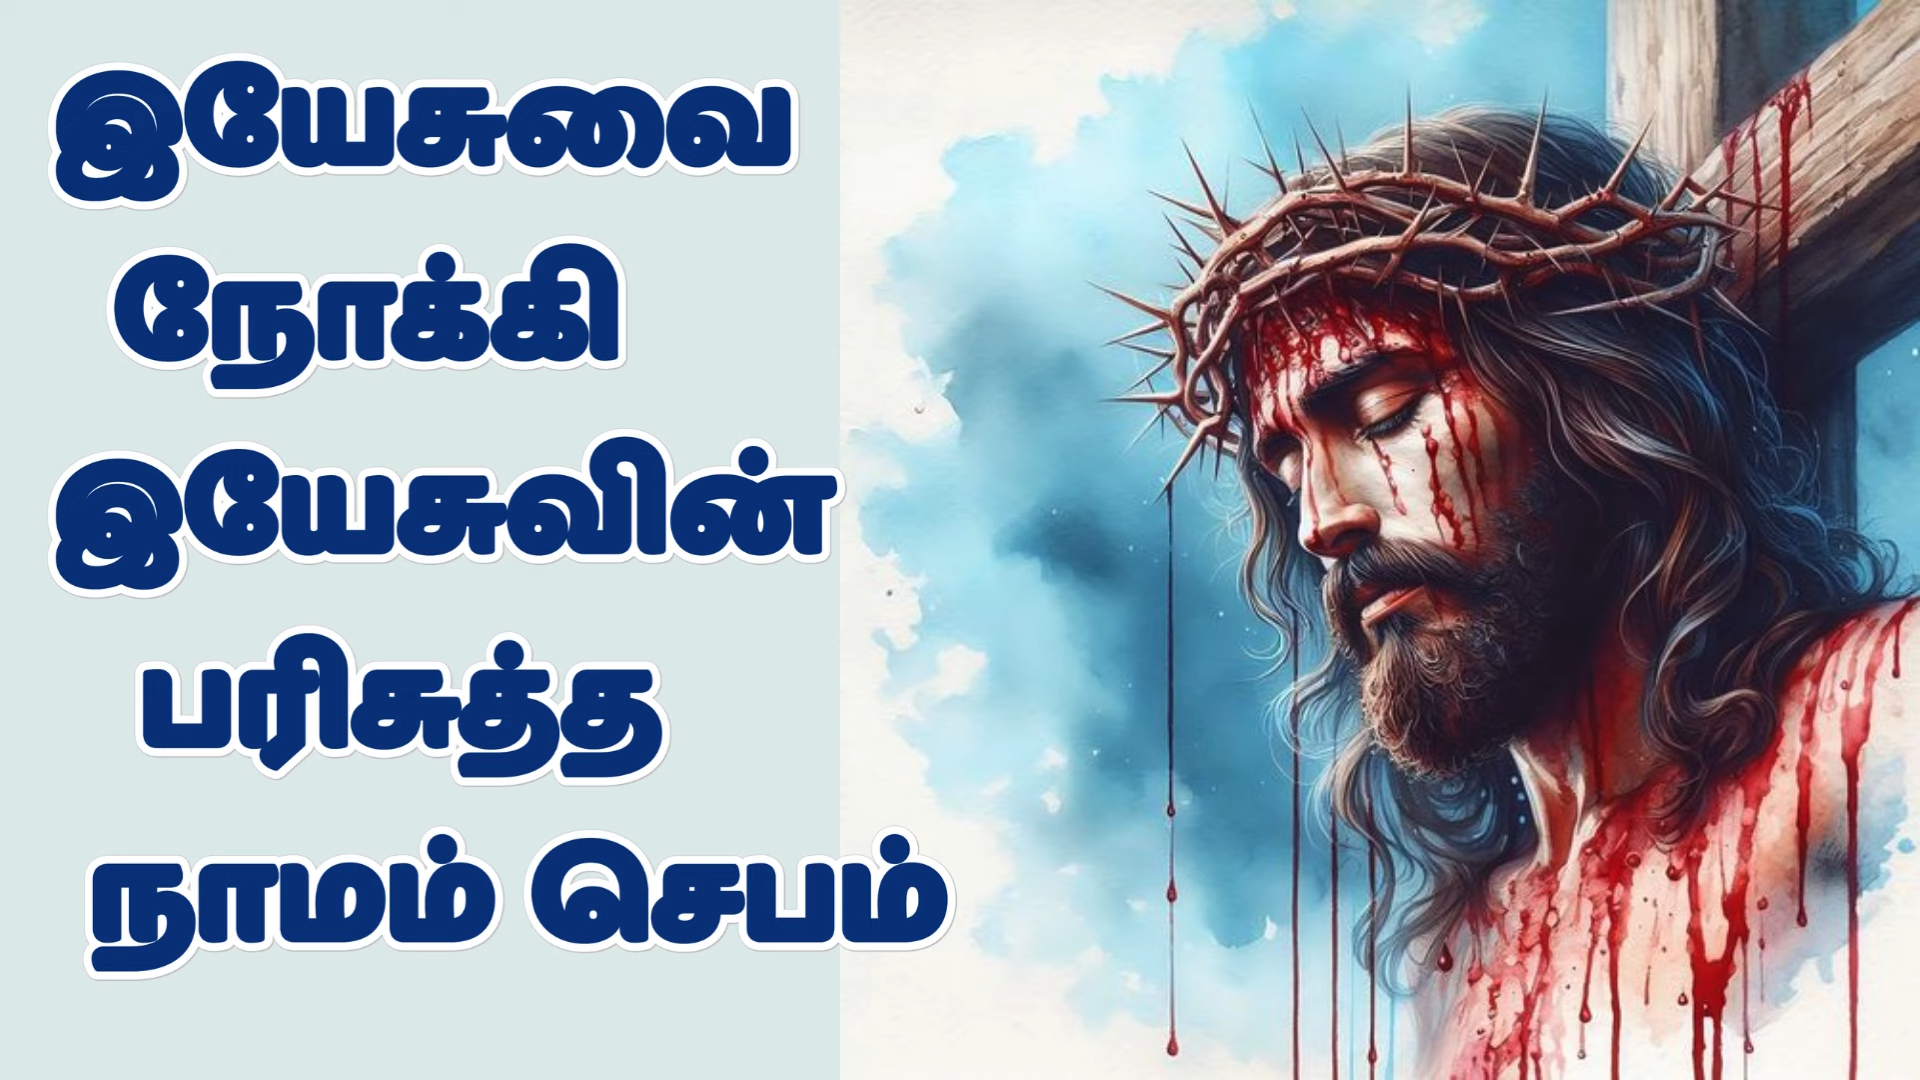 இயேசுவை
நோக்கி
இயேசுவின்
பரிசுத்த
நாமம் செபம்